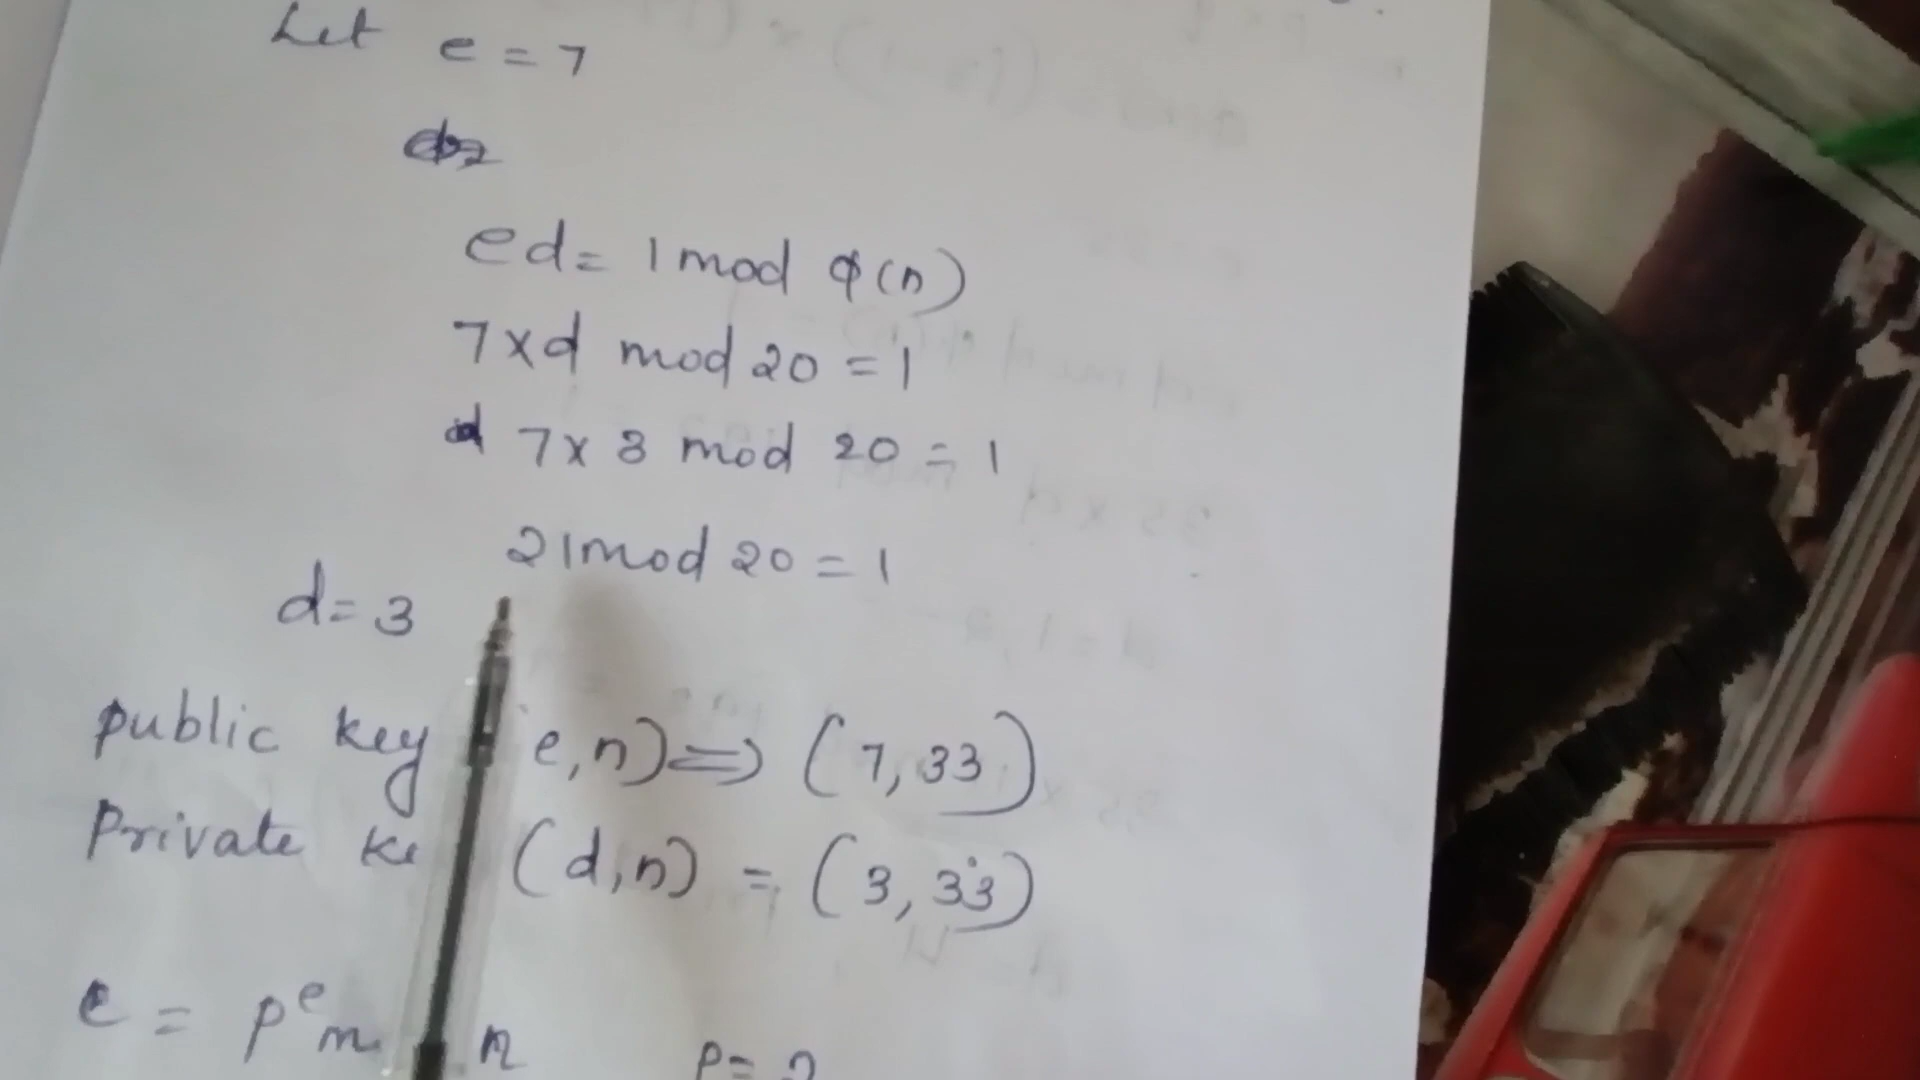 Let e = 7
ed = 1 mod φ(n)
7 x d mod 20 = 1
d 7 x 3 mod 20 = 1
21 mod 20 = 1
d = 3
public key e,n) ⇒ (7, 33)
Private ke (d,n) = (3, 33)
c = p^e m n p =